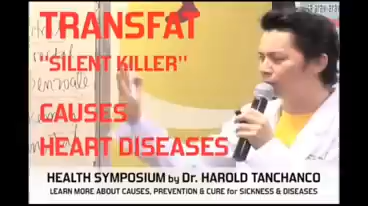 TRANSFAT
"SILENT KILLER"
CAUSES
HEART DISEASES
HEALTH SYMPOSIUM by Dr. HAROLD TANCHANCO
LEARN MORE ABOUT CAUSES, PREVENTION & CURE for SICKNESS & DISEASES